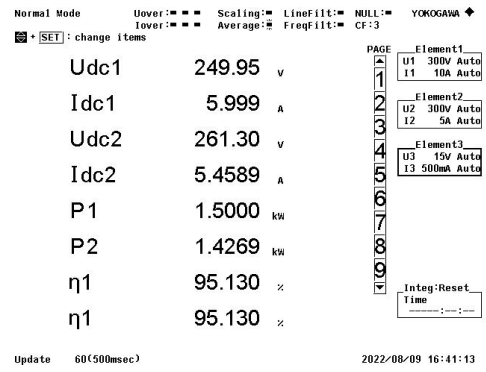 Normal Mode Uover: Scaling: LineFilt: NULL: YOKOGAWA
Iover: Average: FreqFilt: CF:3
+ SET : change items
PAGE
Udc1 249.95 V
Idc1 5.999 A
Udc2 261.30 V
Idc2 5.4589 A
P1 1.5000 kW
P2 1.4269 kW
η1 95.130 %
η1 95.130 %
1
2
3
4
5
6
7
8
9
Element1
U1 300V Auto
I1 10A Auto
Element2
U2 300V Auto
I2 5A Auto
Element3
U3 15V Auto
I3 500mA Auto
Integ:Reset
Time
-----:--:--
Update 60(500msec) 2022/08/09 16:41:13